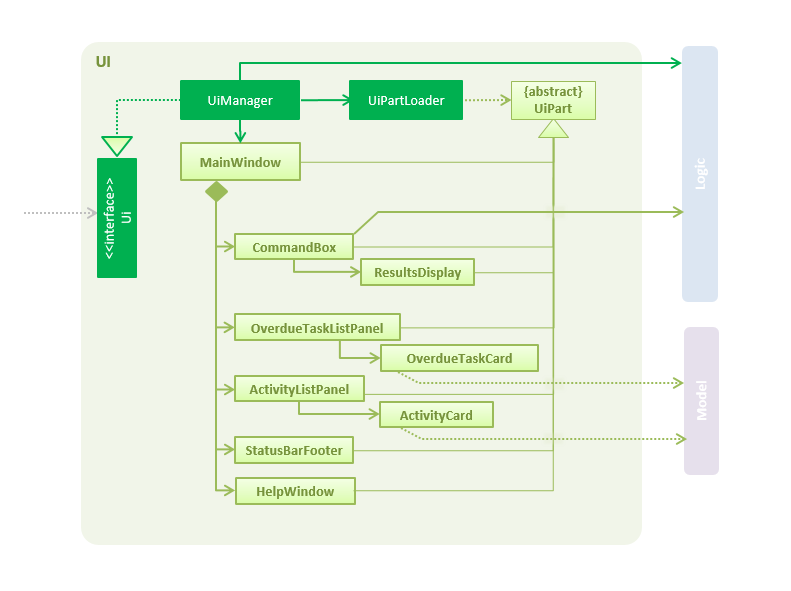 UI
UiManager
UiPartLoader
{abstract}
UiPart
MainWindow
<<interface>>
Ui
Logic
CommandBox
ResultsDisplay
OverdueTaskListPanel
OverdueTaskCard
ActivityListPanel
ActivityCard
Model
StatusBarFooter
HelpWindow